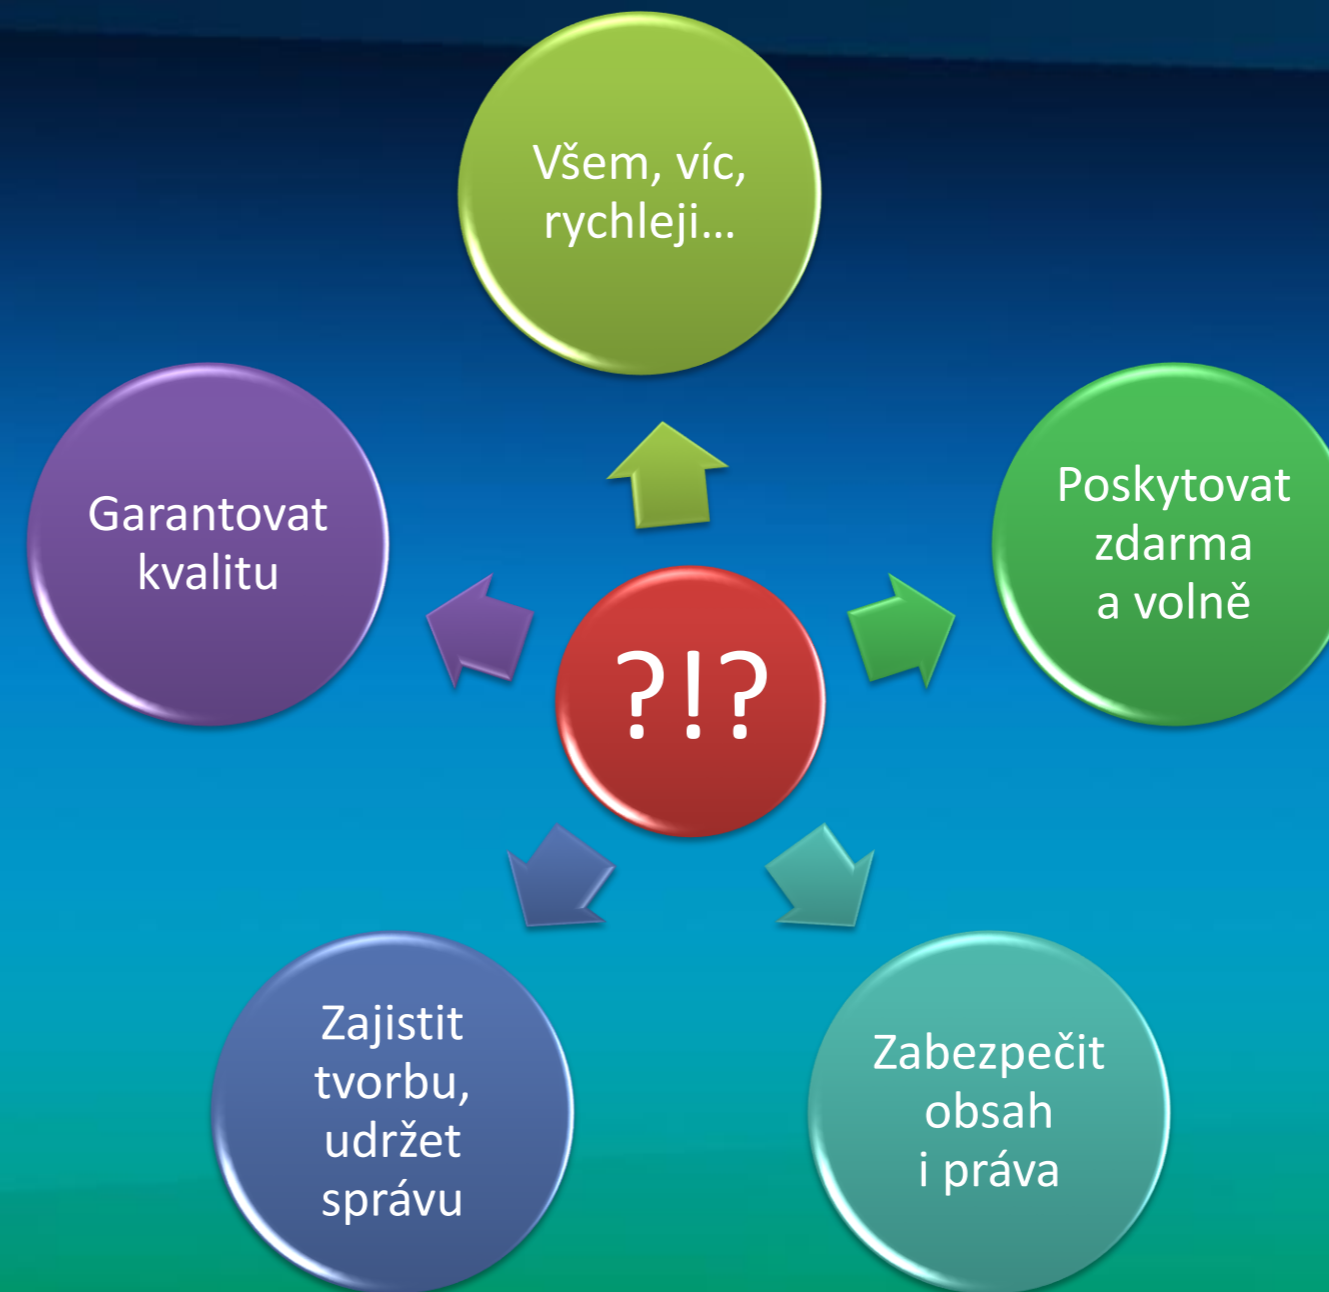 Všem, víc,
rychleji…
Poskytovat
zdarma
a volně
Garantovat
kvalitu
?!?
Zabezpečit
obsah
i práva
Zajistit
tvorbu,
udržet
správu